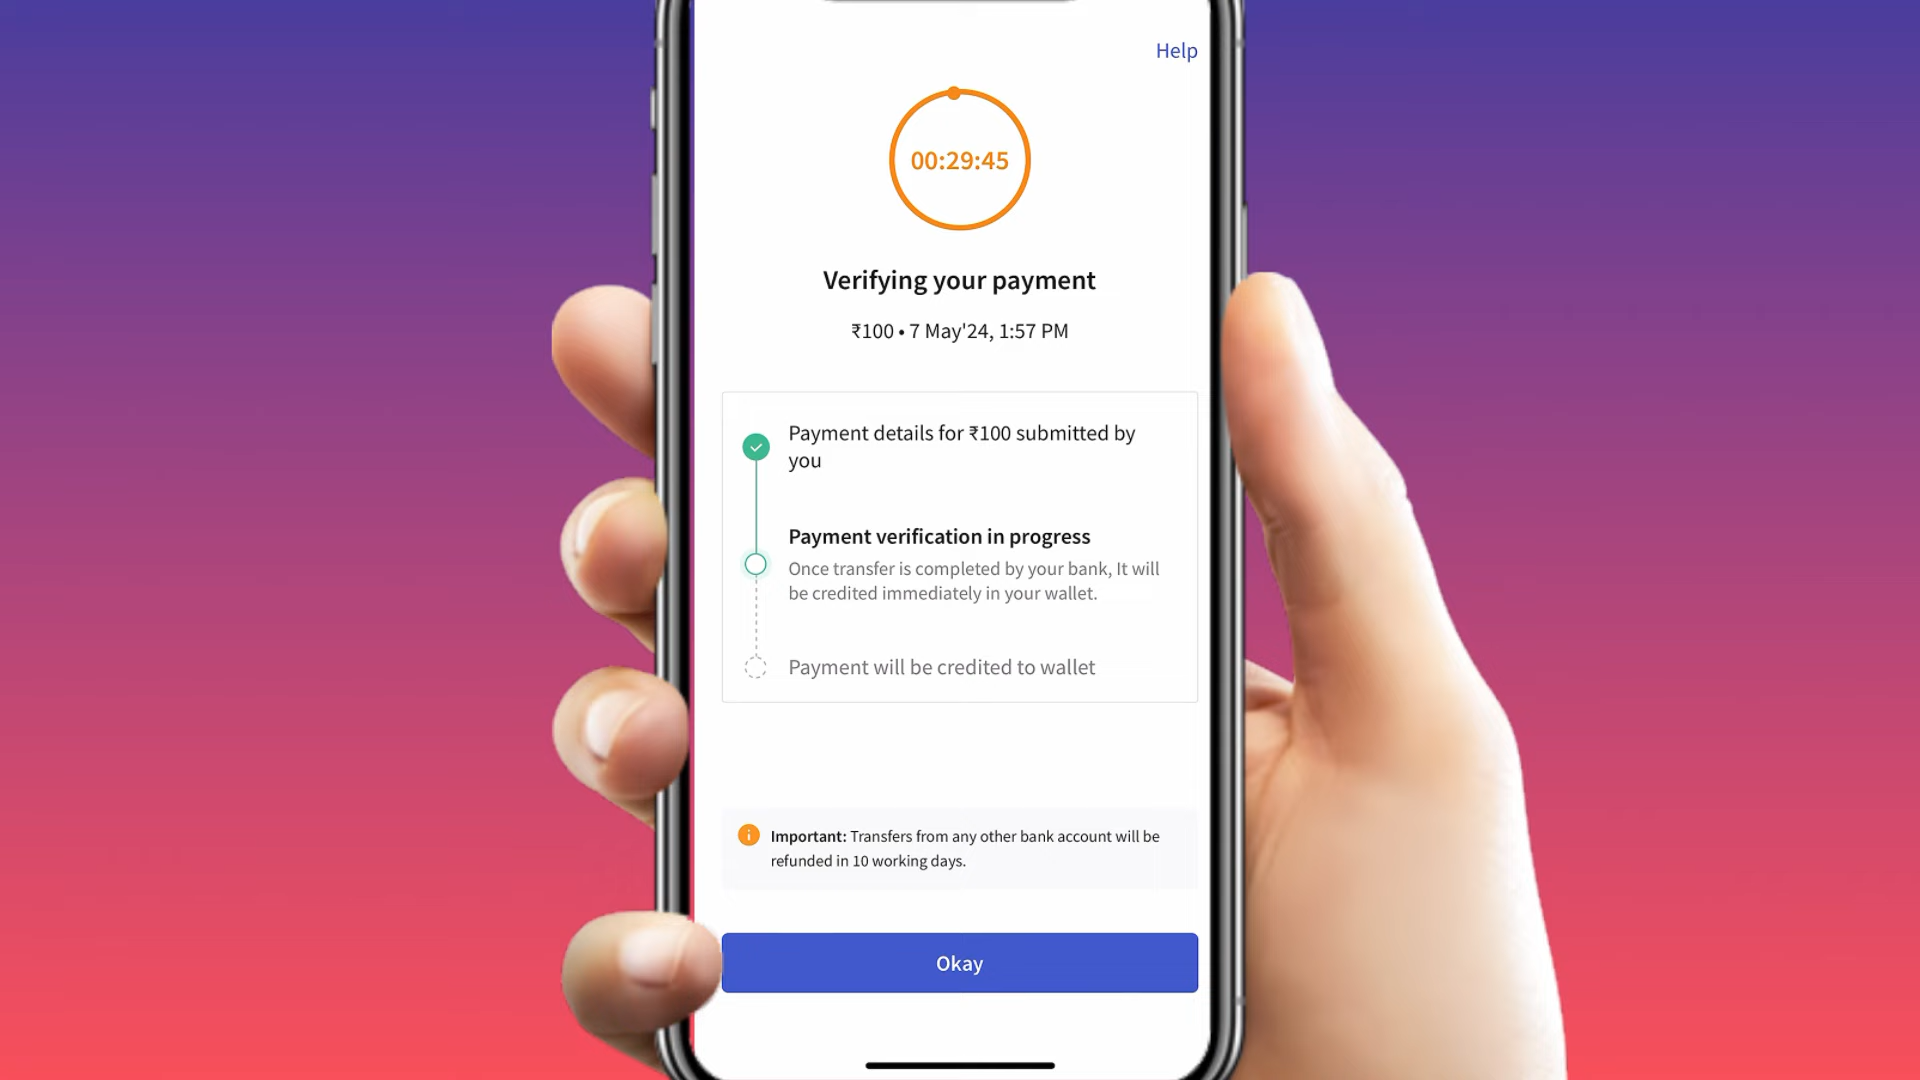 Help
00:29:45
Verifying your payment
₹100 • 7 May'24, 1:57 PM
Payment details for ₹100 submitted by
you
Payment verification in progress
Once transfer is completed by your bank, It will
be credited immediately in your wallet.
Payment will be credited to wallet
Important: Transfers from any other bank account will be
refunded in 10 working days.
Okay